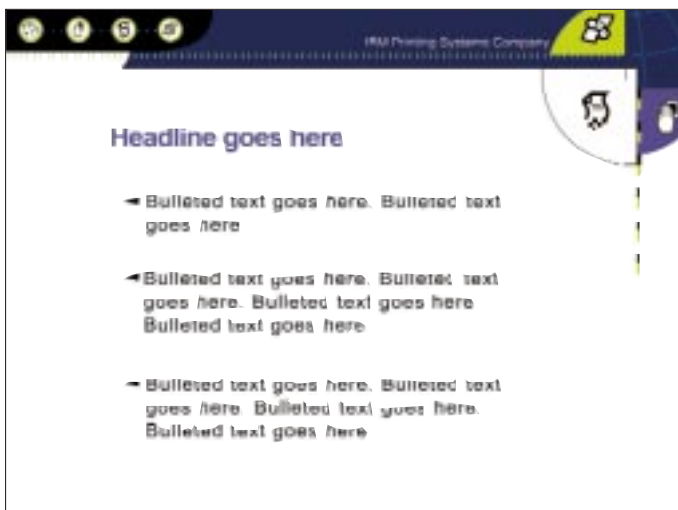 IBM Printing Systems Company
Headline goes here
Bulleted text goes here. Bulleted text
goes here
Bulleted text goes here. Bulleted text
goes here. Bulleted text goes here
Bulleted text goes here
Bulleted text goes here. Bulleted text
goes here. Bulleted text goes here.
Bulleted text goes here